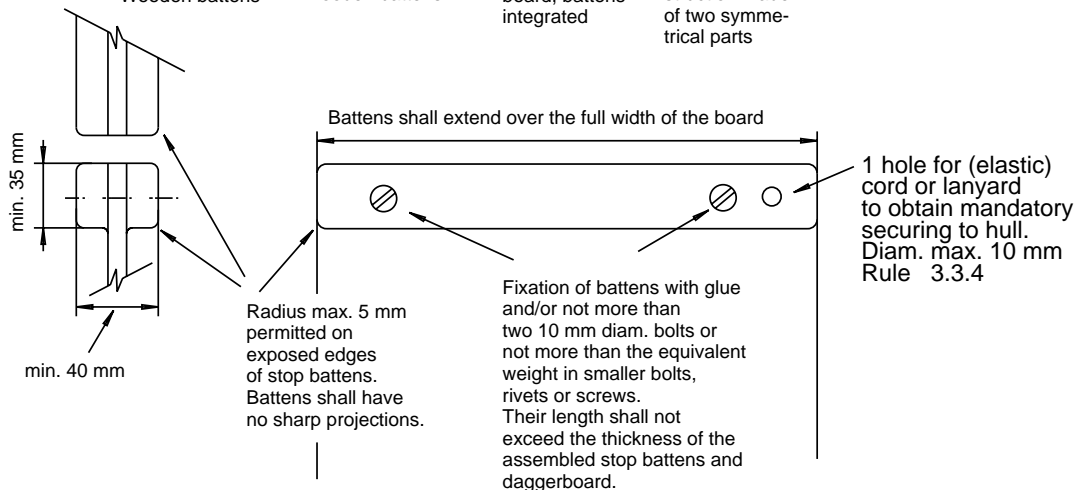 integrated
of two symme-
trical parts
Battens shall extend over the full width of the board
min. 35 mm
1 hole for (elastic)
cord or lanyard
to obtain mandatory
securing to hull.
Diam. max. 10 mm
Rule 3.3.4
Radius max. 5 mm
permitted on
exposed edges
of stop battens.
Battens shall have
no sharp projections.
min. 40 mm
Fixation of battens with glue
and/or not more than
two 10 mm diam. bolts or
not more than the equivalent
weight in smaller bolts,
rivets or screws.
Their length shall not
exceed the thickness of the
assembled stop battens and
daggerboard.